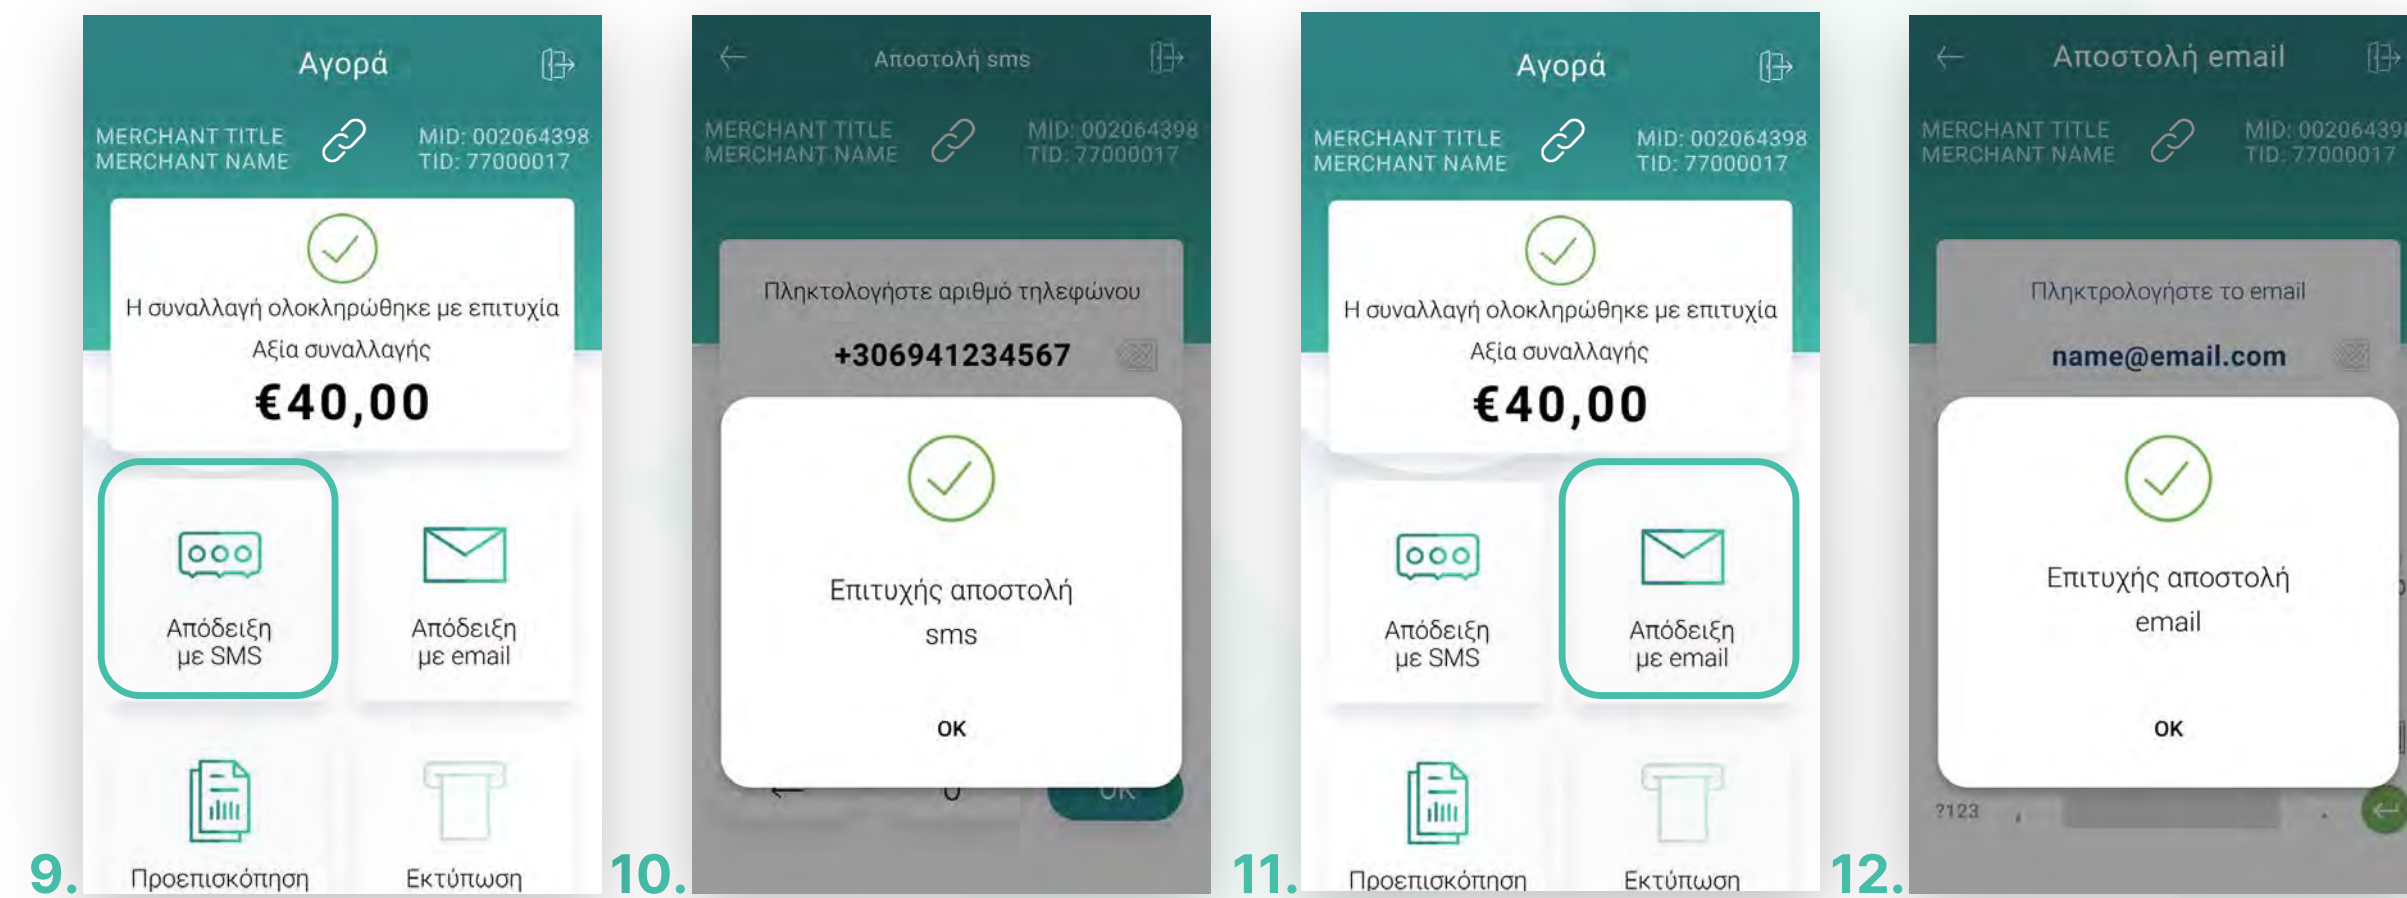 Αγορά
MERCHANT TITLE
MERCHANT NAME
MID: 002064398
TID: 77000017
Η συναλλαγή ολοκληρώθηκε με επιτυχία
Αξία συναλλαγής
€40,00
Απόδειξη
με SMS
Απόδειξη
με email
Προεπισκόπηση
Εκτύπωση
9.
Αποστολή sms
MERCHANT TITLE
MERCHANT NAME
MID: 002064398
TID: 77000017
Πληκτολογήστε αριθμό τηλεφώνου
+306941234567
Επιτυχής αποστολή
sms
OK
10.
Αγορά
MERCHANT TITLE
MERCHANT NAME
MID: 002064398
TID: 77000017
Η συναλλαγή ολοκληρώθηκε με επιτυχία
Αξία συναλλαγής
€40,00
Απόδειξη
με SMS
Απόδειξη
με email
Προεπισκόπηση
Εκτύπωση
11.
Αποστολή email
MERCHANT TITLE
MERCHANT NAME
MID: 00206439
TID: 77000017
Πληκτρολογήστε το email
name@email.com
Επιτυχής αποστολή
email
OK
?123 , .
12.